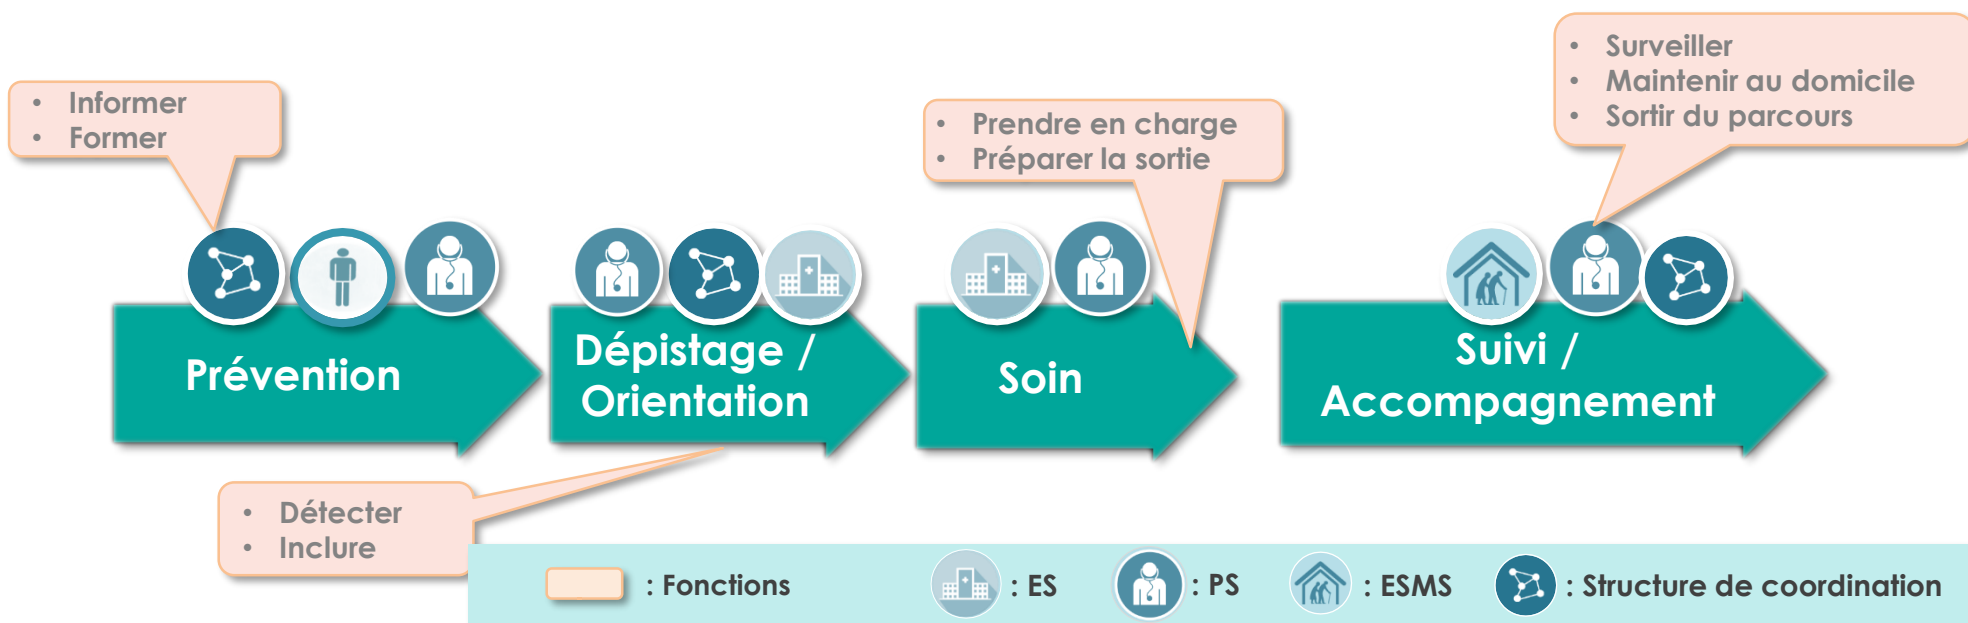 • Informer
• Former
• Prendre en charge
• Préparer la sortie
• Surveiller
• Maintenir au domicile
• Sortir du parcours
Prévention
Dépistage /
Orientation
Soin
Suivi /
Accompagnement
• Détecter
• Inclure
: Fonctions
: ES
: PS
: ESMS
: Structure de coordination